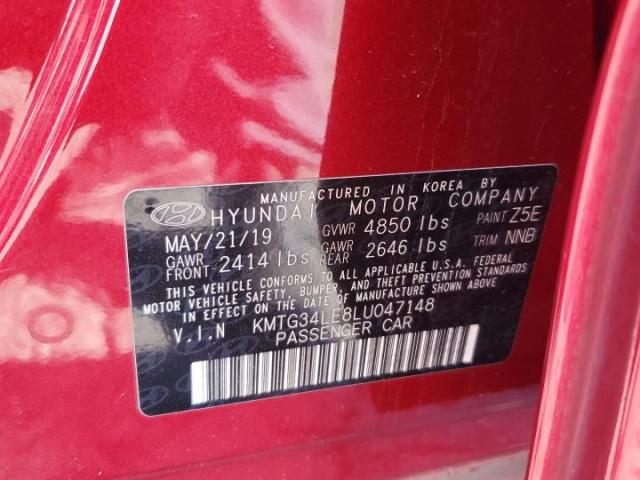 MANUFACTURED IN KOREA BY
HYUNDAI MOTOR COMPANY
MAY/21/19 GVWR 4850 lbs PAINT Z5E
GAWR FRONT 2414 lbs GAWR REAR 2646 lbs TRIM NNB
THIS VEHICLE CONFORMS TO ALL APPLICABLE U.S.A. FEDERAL
MOTOR VEHICLE SAFETY, BUMPER, AND THEFT PREVENTION STANDARDS
IN EFFECT ON THE DATE OF MANUFACTURE SHOWN ABOVE.
V.I.N KMTG34LE8LU047148
PASSENGER CAR